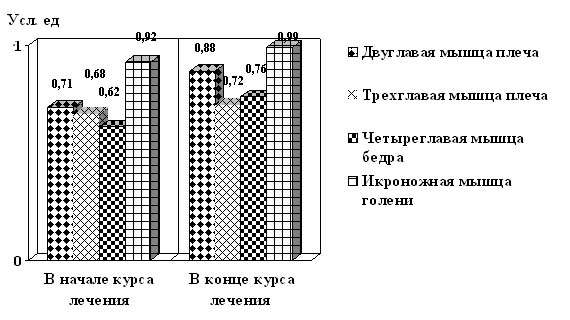 Усл. ед
1
0
0,71
0,68
0,62
0,92
0,88
0,72
0,76
0,99
В начале курса
лечения
В конце курса
лечения
Двуглавая мышца плеча
Трехглавая мышца плеча
Четыреглавая мышца
бедра
Икроножная мышца
голени